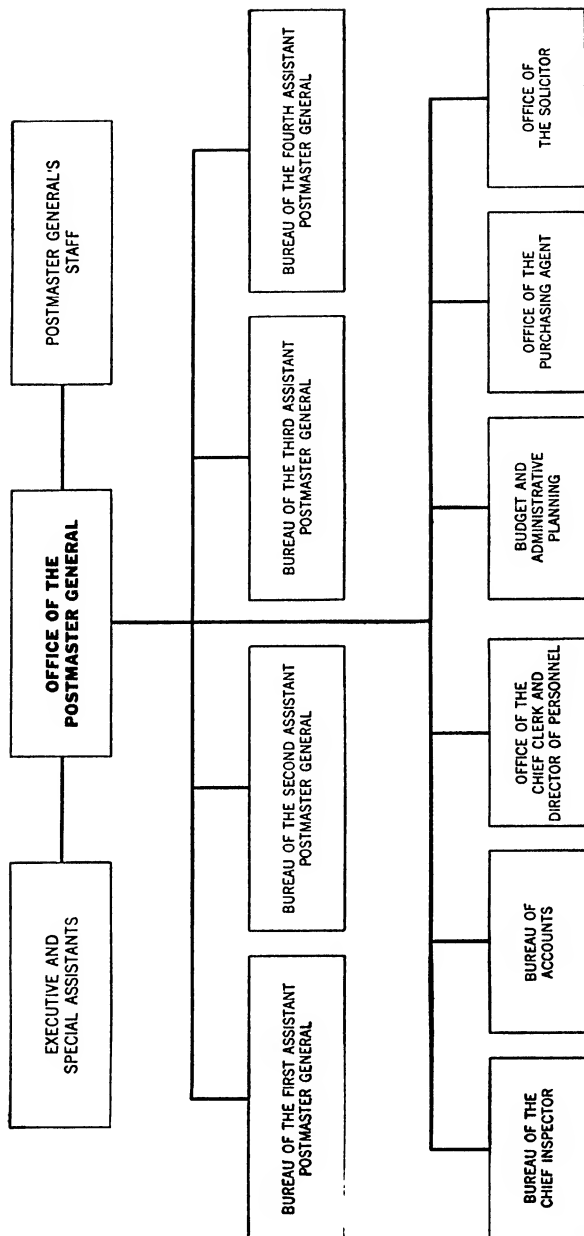 EXECUTIVE AND
SPECIAL ASSISTANTS
OFFICE OF THE
POSTMASTER GENERAL
POSTMASTER GENERAL'S
STAFF
BUREAU OF THE FIRST ASSISTANT
POSTMASTER GENERAL
BUREAU OF THE SECOND ASSISTANT
POSTMASTER GENERAL
BUREAU OF THE THIRD ASSISTANT
POSTMASTER GENERAL
BUREAU OF THE FOURTH ASSISTANT
POSTMASTER GENERAL
BUREAU OF THE
CHIEF INSPECTOR
BUREAU OF
ACCOUNTS
OFFICE OF THE
CHIEF CLERK AND
DIRECTOR OF PERSONNEL
BUDGET AND
ADMINISTRATIVE
PLANNING
OFFICE OF THE
PURCHASING AGENT
OFFICE OF
THE SOLICITOR